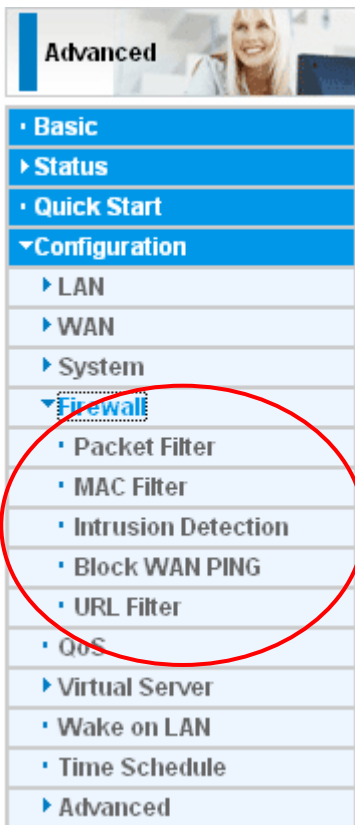 Advanced
Basic
Status
Quick Start
Configuration
LAN
WAN
System
Firewall
Packet Filter
MAC Filter
Intrusion Detection
Block WAN PING
URL Filter
QoS
Virtual Server
Wake on LAN
Time Schedule
Advanced